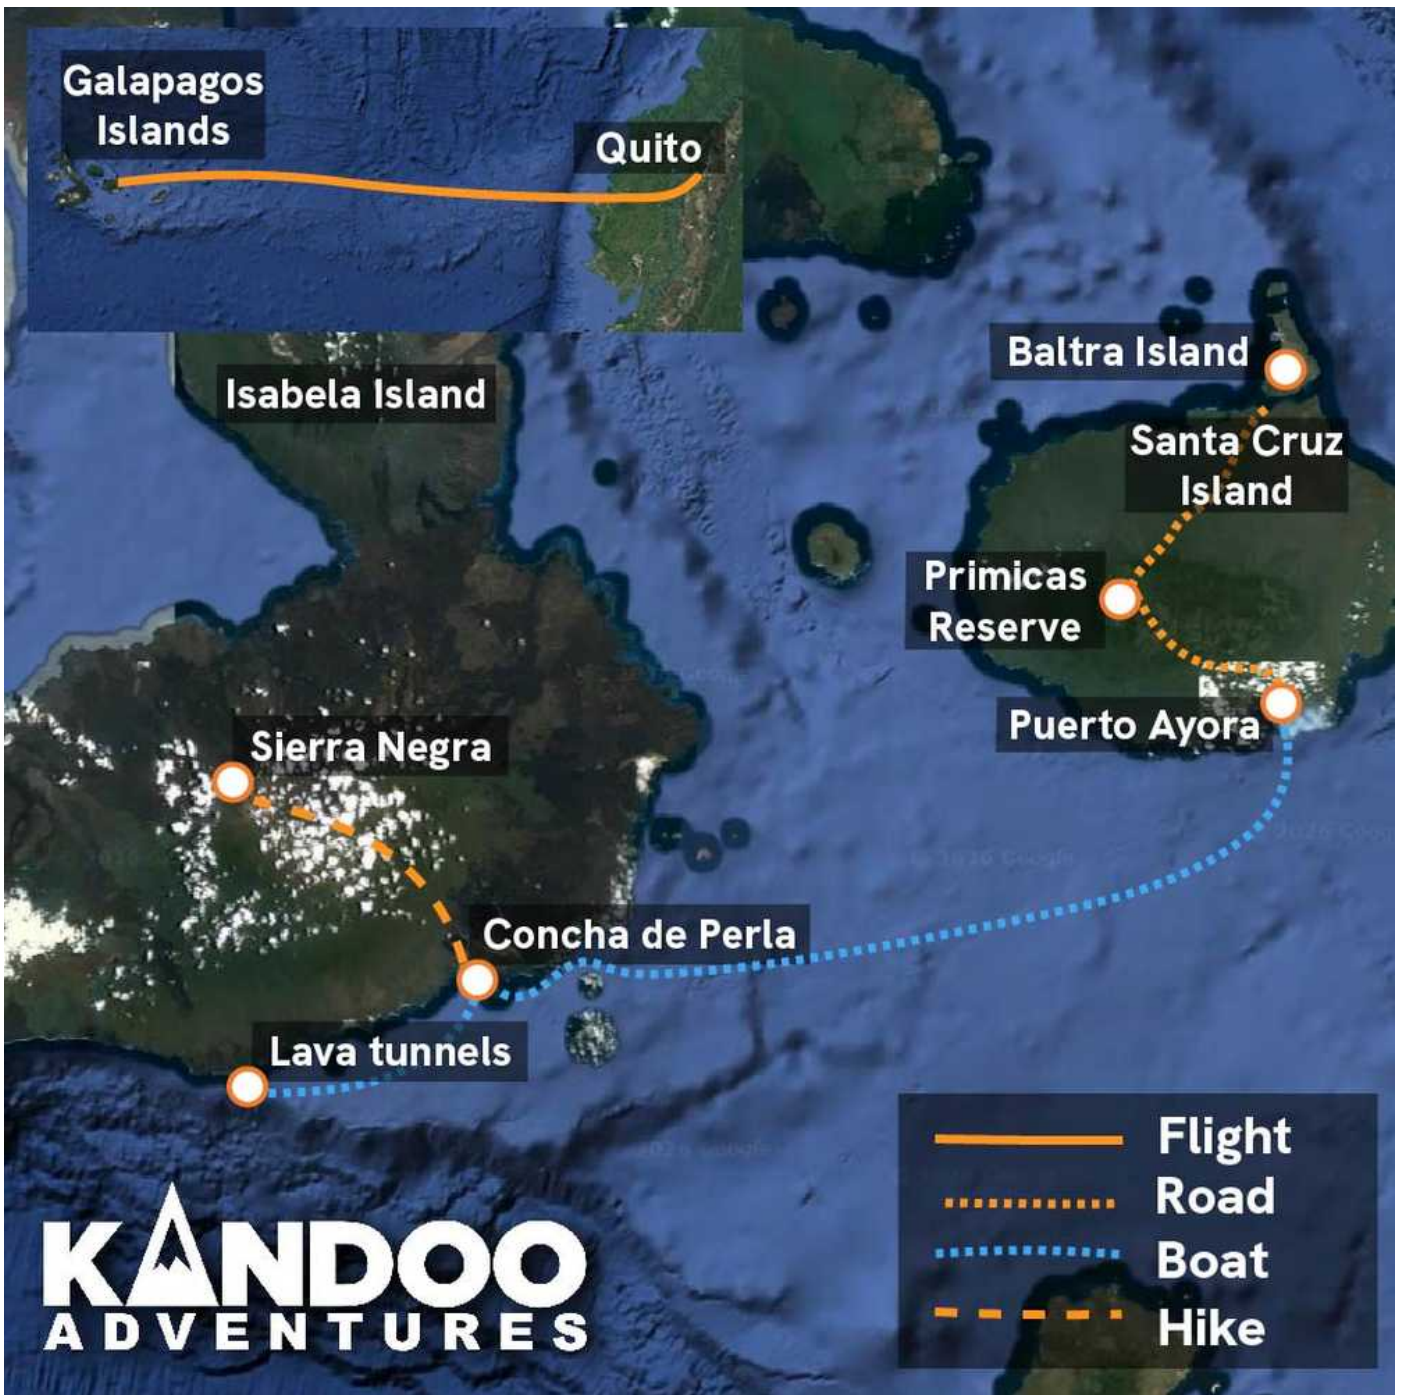 Galapagos
Islands
Quito
Baltra Island
Isabela Island
Santa Cruz
Island
Primicas
Reserve
Puerto Ayora
Sierra Negra
Concha de Perla
Lava tunnels
Flight
Road
Boat
Hike
KANDOO
ADVENTURES